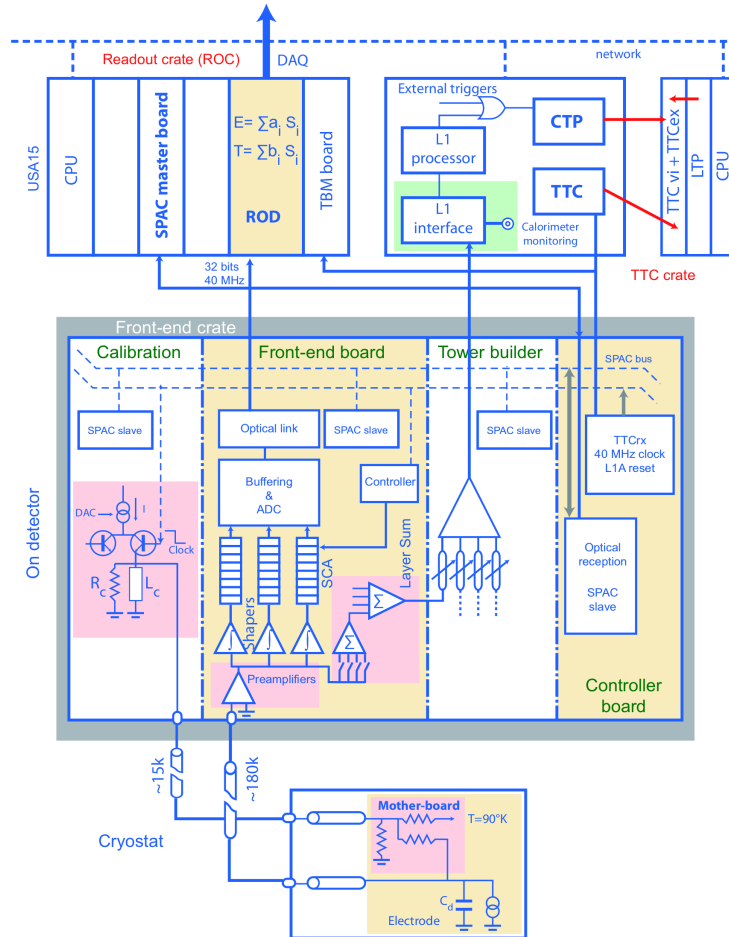 network
Readout crate (ROC)
DAQ
External triggers
USA15
CPU
SPAC master board
E= ∑a_i S_i
T= ∑b_i S_i
ROD
TBM board
L1
processor
CTP
TTC
L1
interface
Calorimeter
monitoring
TTC vi + TTCex
LTP
CPU
32 bits
40 MHz
TTC crate
Front-end crate
Calibration
Front-end board
Tower builder
SPAC bus
SPAC slave
Optical link
SPAC slave
SPAC slave
TTCrx
40 MHz clock
L1A reset
Buffering
&
ADC
Controller
On detector
DAC
I
Clock
R_c
L_c
SCA
Layer Sum
Optical
reception
SPAC
slave
Shapers
∫
∫
∫
∑
∑
Preamplifiers
Controller
board
~15k
~180k
Cryostat
Mother-board
T=90°K
C_d
Electrode